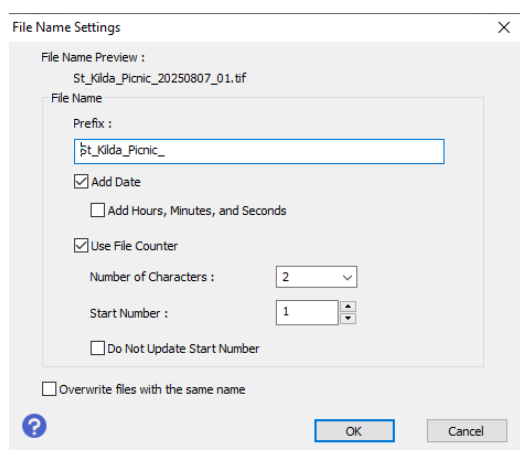 File Name Settings
File Name Preview :
St_Kilda_Picnic_20250807_01.tif
File Name
Prefix :
St_Kilda_Picnic_
Add Date
Add Hours, Minutes, and Seconds
Use File Counter
Number of Characters : 2
Start Number : 1
Do Not Update Start Number
Overwrite files with the same name
? OK Cancel